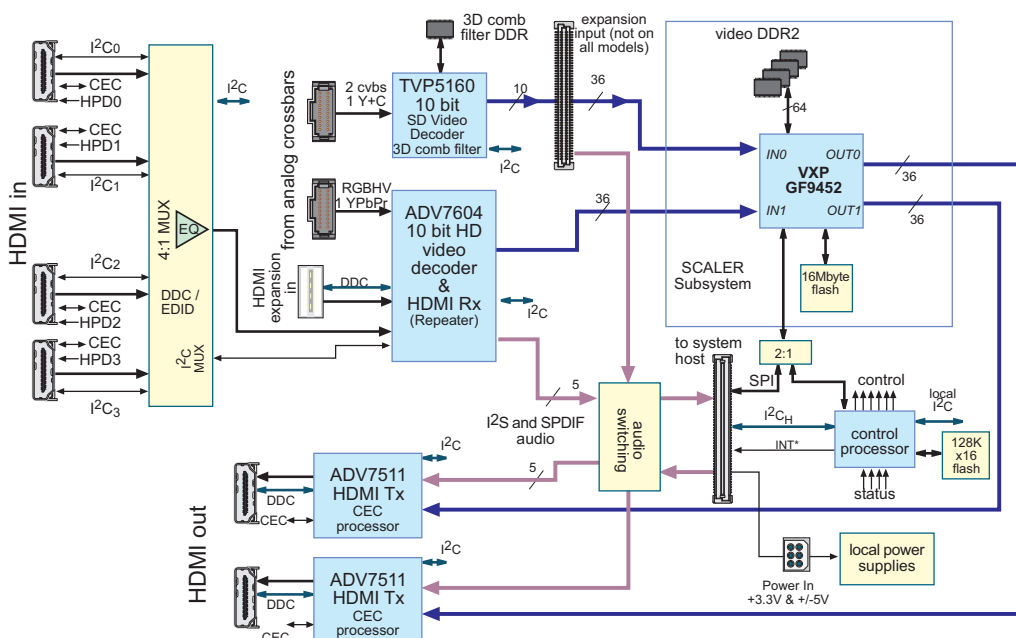 HDMI in
I²C0
CEC
HPD0
CEC
HPD1
I²C1
I²C2
CEC
HPD2
CEC
HPD3
I²C3
4:1 MUX
EQ
DDC /
EDID
I²C
MUX
I²C
from analog crossbars
2 cvbs
1 Y+C
RGBHV
1 YPbPr
HDMI
expansion
in
DDC
3D comb
filter DDR
TVP5160
10 bit
SD Video
Decoder
3D comb filter
I²C
10
expansion
input (not on
all models)
36
ADV7604
10 bit HD
video
decoder
&
HDMI Rx
(Repeater)
I²C
36
video DDR2
64
IN0
OUT0
VXP
GF9452
IN1
OUT1
36
36
16Mbyte
flash
SCALER
Subsystem
2:1
to system
host
SPI
I²CH
INT*
control
control
processor
status
local
I²C
128K
x16
flash
5
I²S and SPDIF
audio
audio
switching
5
HDMI out
I²C
ADV7511
HDMI Tx
CEC
processor
DDC
CEC
I²C
ADV7511
HDMI Tx
CEC
processor
DDC
CEC
Power In
+3.3V & +/-5V
local power
supplies